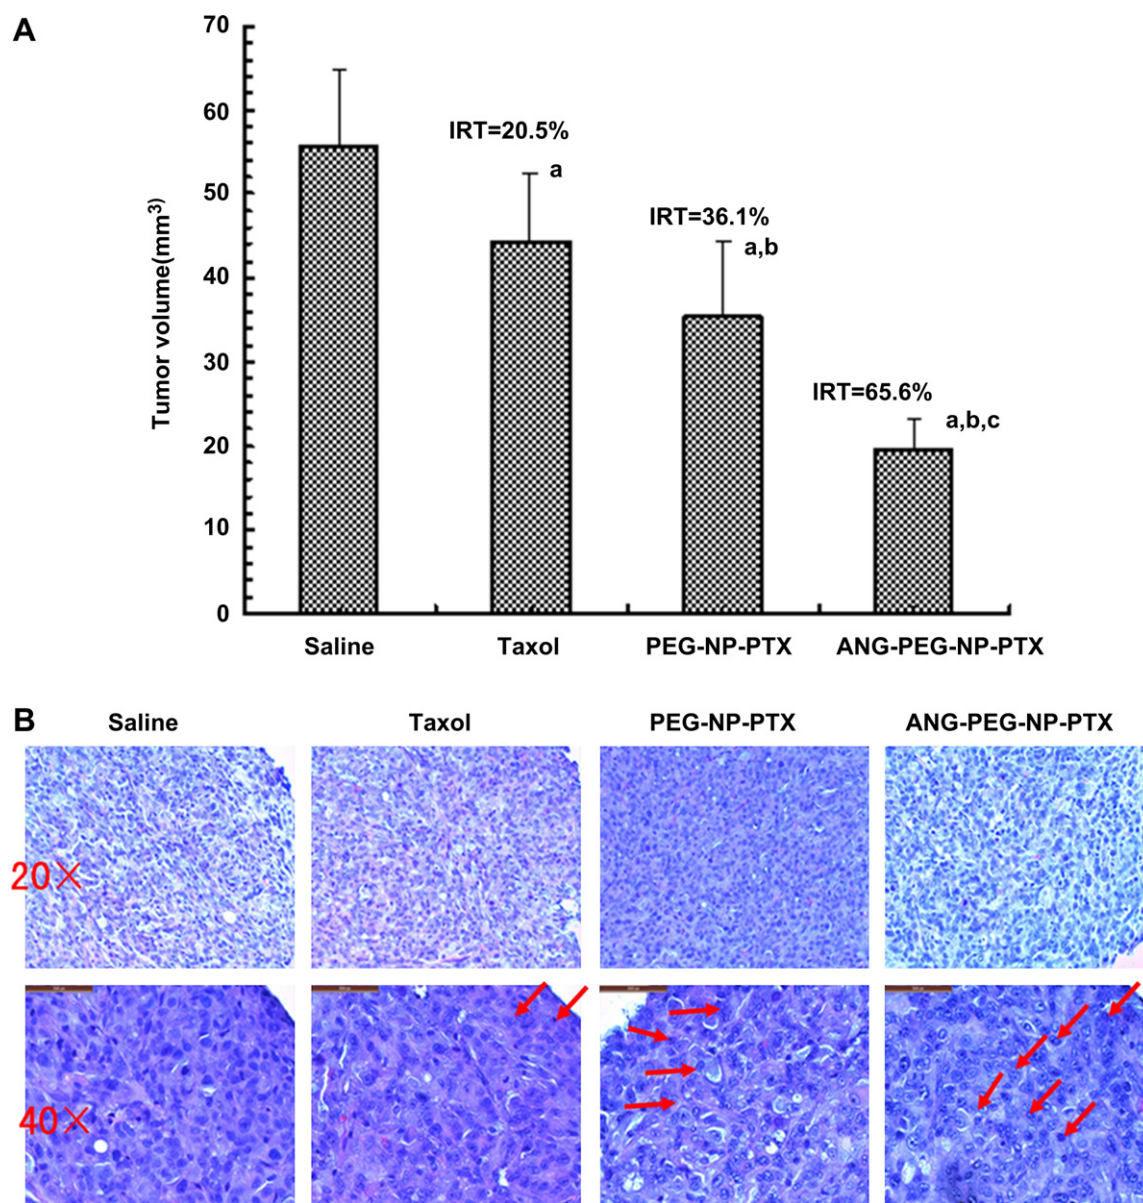 A
70
60
50
40
30
20
10
0
Tumor volume(mm3)
IRT=20.5%
a
IRT=36.1%
a,b
IRT=65.6%
a,b,c
Saline Taxol PEG-NP-PTX ANG-PEG-NP-PTX
B
Saline Taxol PEG-NP-PTX ANG-PEG-NP-PTX
20×
40×